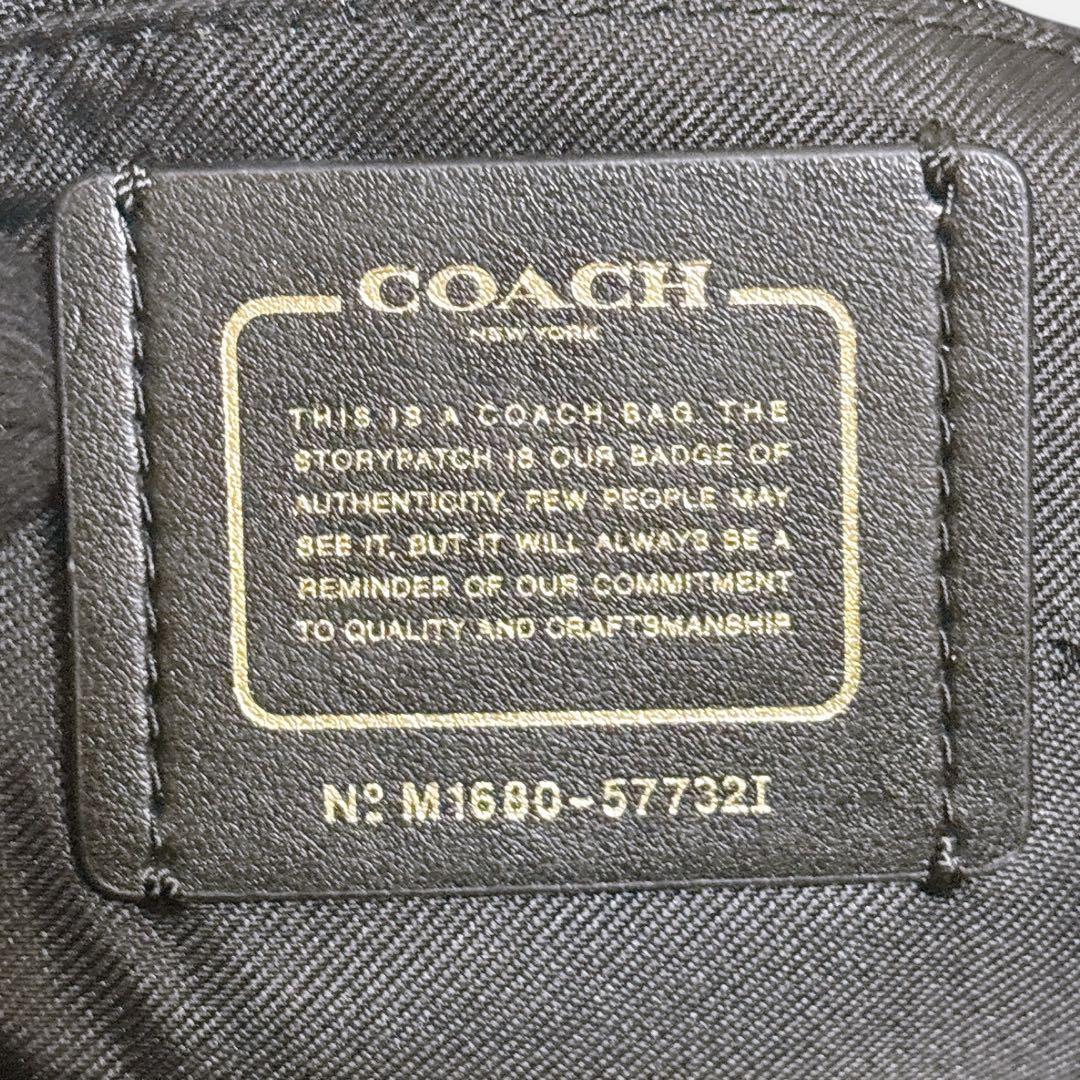 COACH
NEW YORK
THIS IS A COACH BAG. THE
STORYPATCH IS OUR BADGE OF
AUTHENTICITY. FEW PEOPLE MAY
SEE IT, BUT IT WILL ALWAYS BE A
REMINDER OF OUR COMMITMENT
TO QUALITY AND CRAFTSMANSHIP.
Nº M1680-57732I